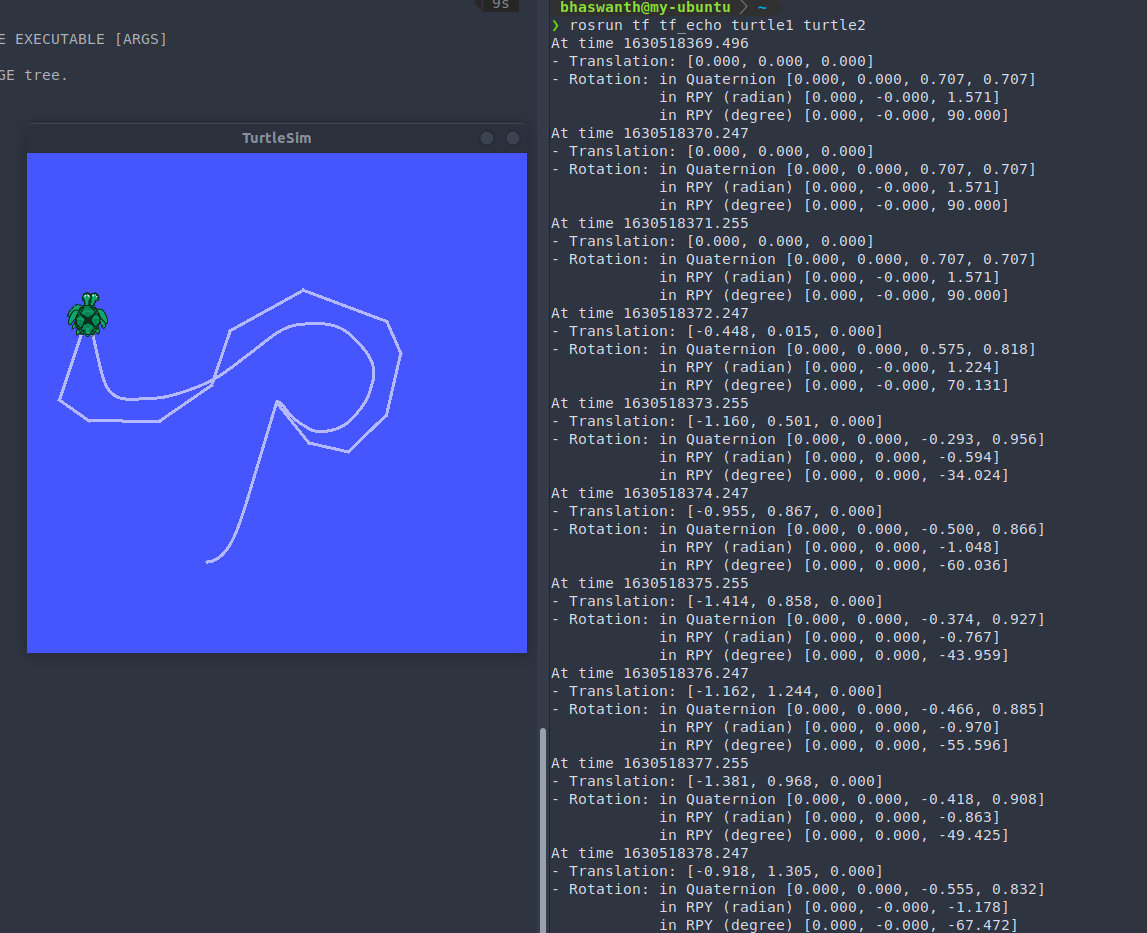 9s
E EXECUTABLE [ARGS]
GE tree.
TurtleSim
bhaswanth@my-ubuntu > ~
❯ rosrun tf tf_echo turtle1 turtle2
At time 1630518369.496
- Translation: [0.000, 0.000, 0.000]
- Rotation: in Quaternion [0.000, 0.000, 0.707, 0.707]
            in RPY (radian) [0.000, -0.000, 1.571]
            in RPY (degree) [0.000, -0.000, 90.000]
At time 1630518370.247
- Translation: [0.000, 0.000, 0.000]
- Rotation: in Quaternion [0.000, 0.000, 0.707, 0.707]
            in RPY (radian) [0.000, -0.000, 1.571]
            in RPY (degree) [0.000, -0.000, 90.000]
At time 1630518371.255
- Translation: [0.000, 0.000, 0.000]
- Rotation: in Quaternion [0.000, 0.000, 0.707, 0.707]
            in RPY (radian) [0.000, -0.000, 1.571]
            in RPY (degree) [0.000, -0.000, 90.000]
At time 1630518372.247
- Translation: [-0.448, 0.015, 0.000]
- Rotation: in Quaternion [0.000, 0.000, 0.575, 0.818]
            in RPY (radian) [0.000, -0.000, 1.224]
            in RPY (degree) [0.000, -0.000, 70.131]
At time 1630518373.255
- Translation: [-1.160, 0.501, 0.000]
- Rotation: in Quaternion [0.000, 0.000, -0.293, 0.956]
            in RPY (radian) [0.000, 0.000, -0.594]
            in RPY (degree) [0.000, 0.000, -34.024]
At time 1630518374.247
- Translation: [-0.955, 0.867, 0.000]
- Rotation: in Quaternion [0.000, 0.000, -0.500, 0.866]
            in RPY (radian) [0.000, 0.000, -1.048]
            in RPY (degree) [0.000, 0.000, -60.036]
At time 1630518375.255
- Translation: [-1.414, 0.858, 0.000]
- Rotation: in Quaternion [0.000, 0.000, -0.374, 0.927]
            in RPY (radian) [0.000, 0.000, -0.767]
            in RPY (degree) [0.000, 0.000, -43.959]
At time 1630518376.247
- Translation: [-1.162, 1.244, 0.000]
- Rotation: in Quaternion [0.000, 0.000, -0.466, 0.885]
            in RPY (radian) [0.000, 0.000, -0.970]
            in RPY (degree) [0.000, 0.000, -55.596]
At time 1630518377.255
- Translation: [-1.381, 0.968, 0.000]
- Rotation: in Quaternion [0.000, 0.000, -0.418, 0.908]
            in RPY (radian) [0.000, 0.000, -0.863]
            in RPY (degree) [0.000, 0.000, -49.425]
At time 1630518378.247
- Translation: [-0.918, 1.305, 0.000]
- Rotation: in Quaternion [0.000, 0.000, -0.555, 0.832]
            in RPY (radian) [0.000, -0.000, -1.178]
            in RPY (degree) [0.000, -0.000, -67.472]